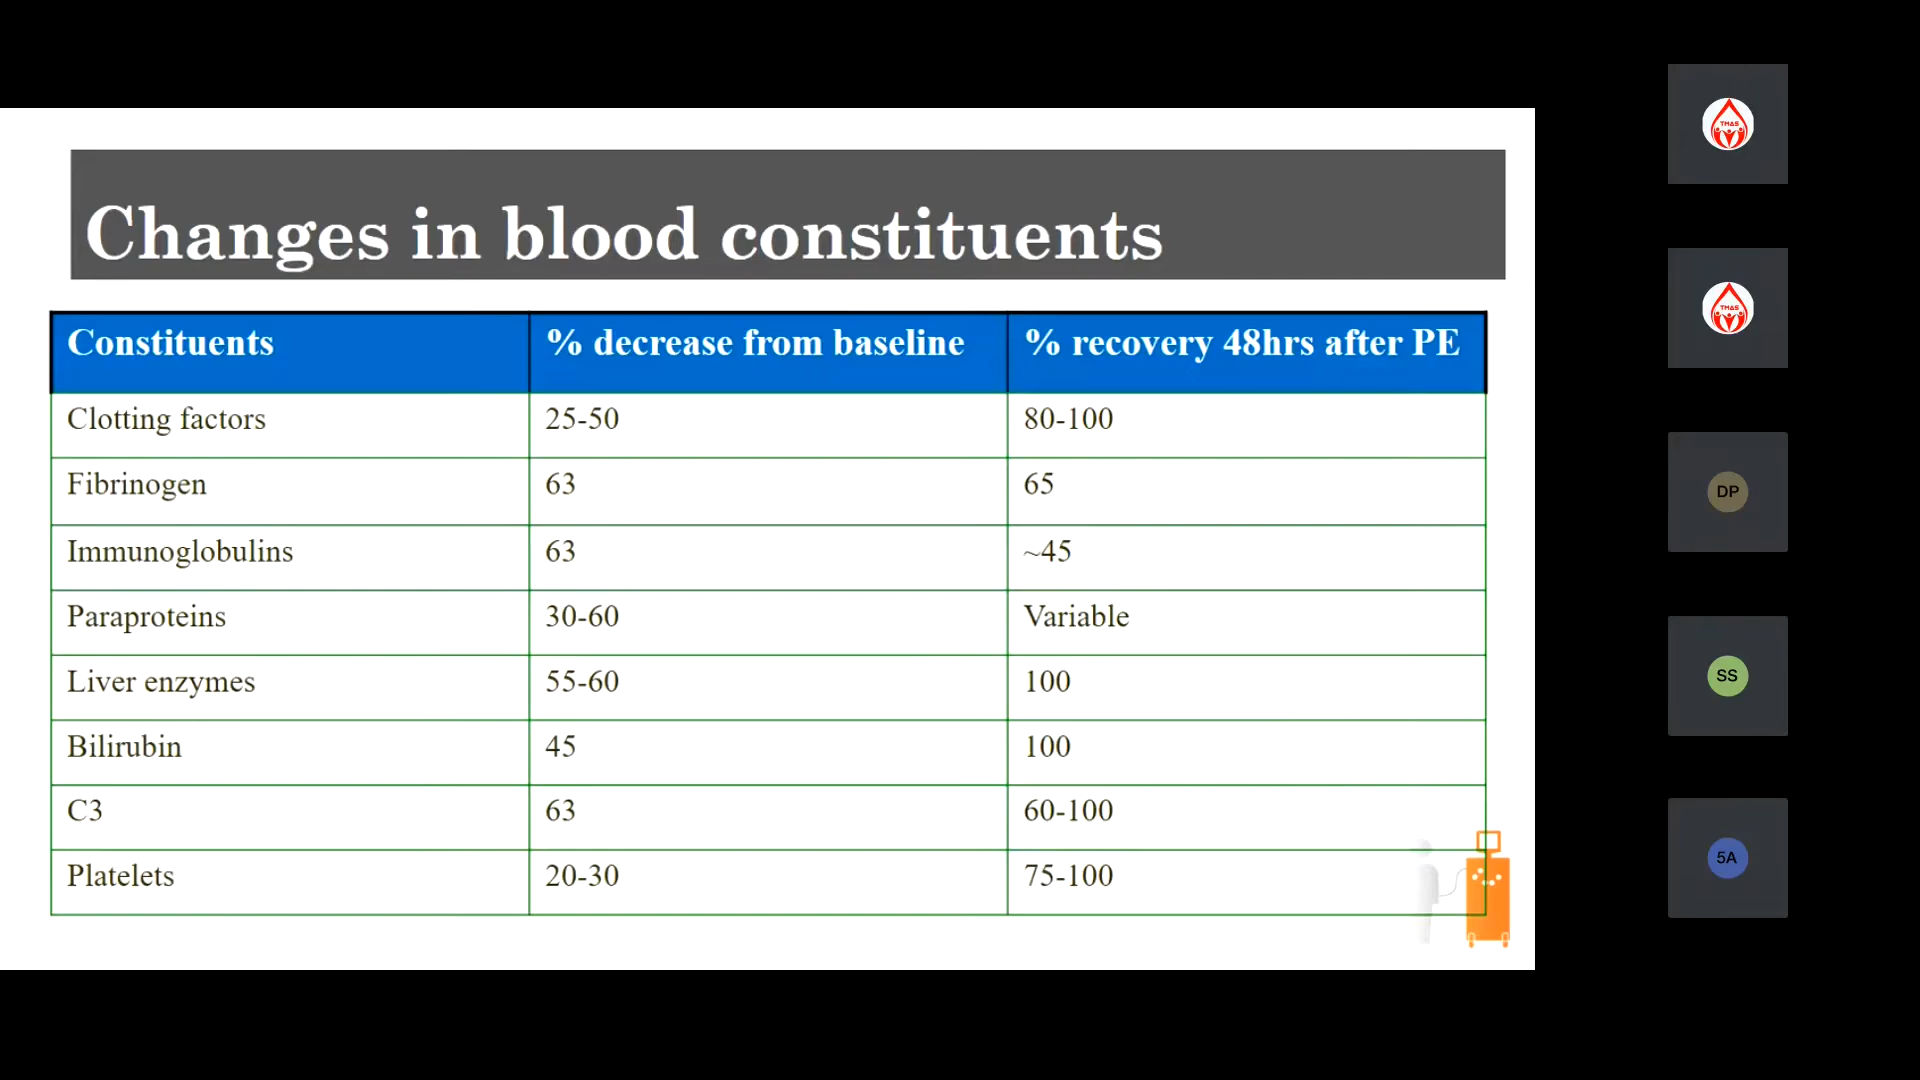 Changes in blood constituents
Constituents % decrease from baseline % recovery 48hrs after PE
Clotting factors 25-50 80-100
Fibrinogen 63 65
Immunoglobulins 63 ~45
Paraproteins 30-60 Variable
Liver enzymes 55-60 100
Bilirubin 45 100
C3 63 60-100
Platelets 20-30 75-100
TMAS
TMAS
DP
SS
5A